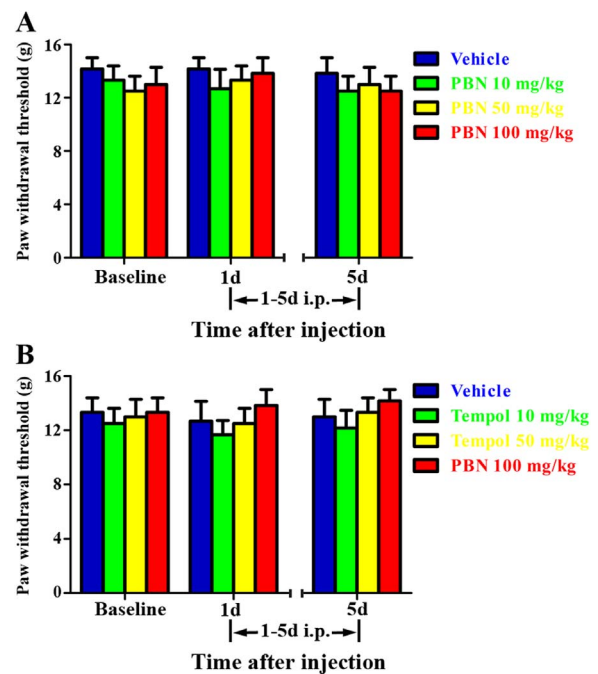 A
Paw withdrawal threshold (g)
16
12
8
4
0
Vehicle
PBN 10 mg/kg
PBN 50 mg/kg
PBN 100 mg/kg
Baseline
1d
5d
1-5d i.p.
Time after injection
B
Paw withdrawal threshold (g)
16
12
8
4
0
Vehicle
Tempol 10 mg/kg
Tempol 50 mg/kg
PBN 100 mg/kg
Baseline
1d
5d
1-5d i.p.
Time after injection